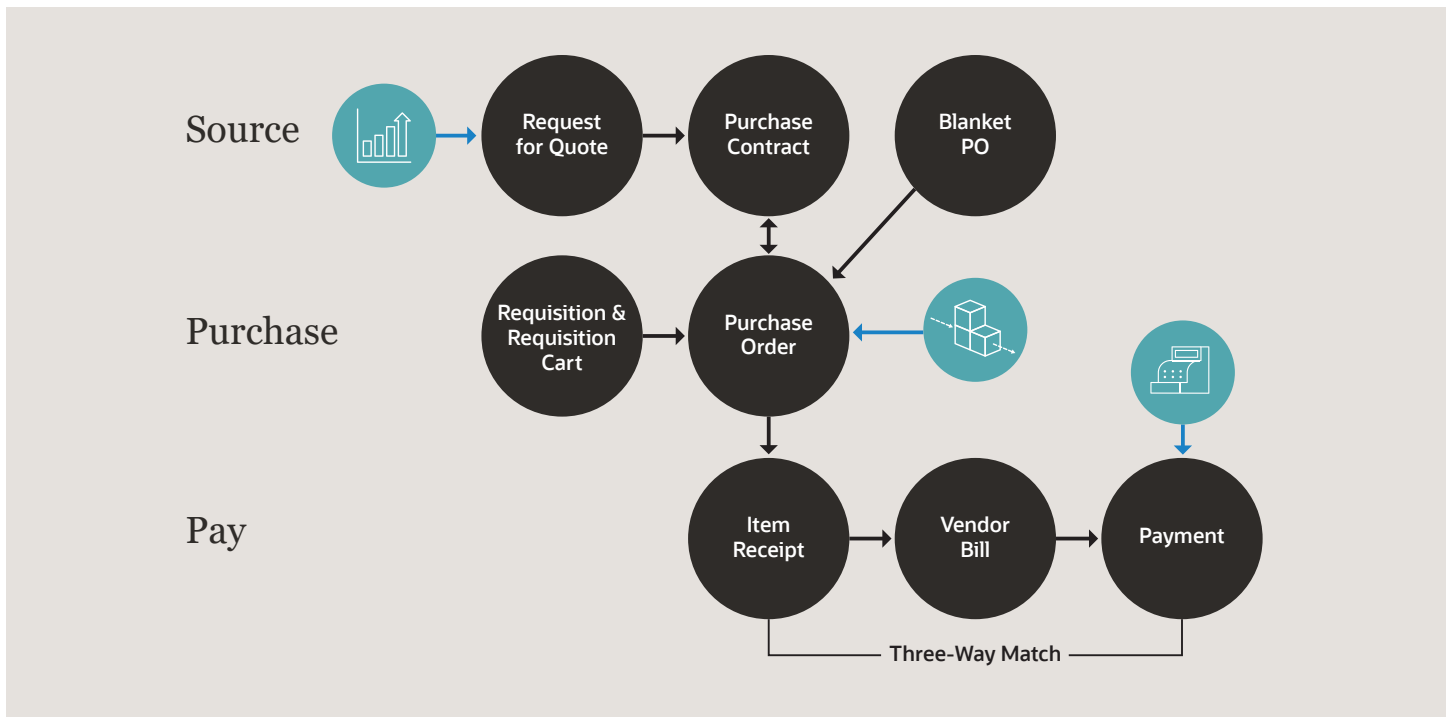 Source
Request
for Quote
Purchase
Contract
Blanket
PO
Purchase
Requisition &
Requisition
Cart
Purchase
Order
Pay
Item
Receipt
Vendor
Bill
Payment
Three-Way Match